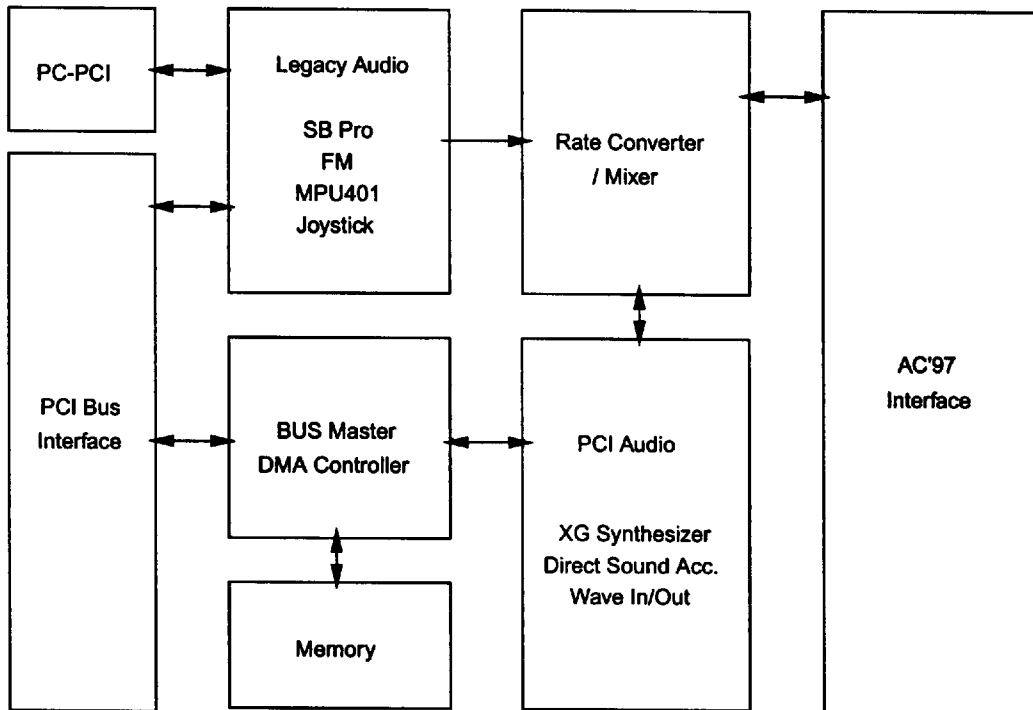 PC-PCI
Legacy Audio
SB Pro
FM
MPU401
Joystick
Rate Converter
/ Mixer
AC'97
Interface
PCI Bus
Interface
BUS Master
DMA Controller
PCI Audio
XG Synthesizer
Direct Sound Acc.
Wave In/Out
Memory